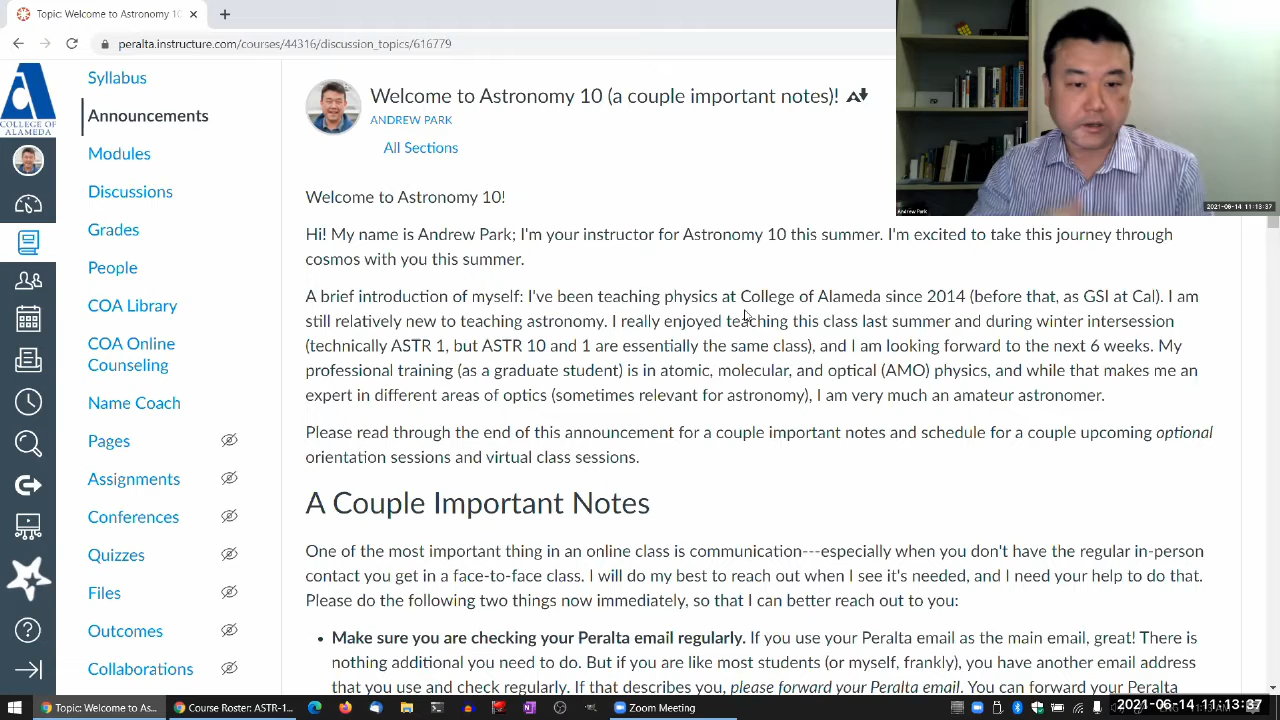 Topic: Welcome to Astronomy 10 (
peralta.instructure.com/courses/44316/discussion_topics/616779
COLLEGE OF
ALAMEDA
Syllabus
Announcements
Modules
Discussions
Grades
People
COA Library
COA Online
Counseling
Name Coach
Pages
Assignments
Conferences
Quizzes
Files
Outcomes
Collaborations
Welcome to Astronomy 10 (a couple important notes)!
ANDREW PARK
All Sections
Welcome to Astronomy 10!
Hi! My name is Andrew Park; I'm your instructor for Astronomy 10 this summer. I'm excited to take this journey through
cosmos with you this summer.
A brief introduction of myself: I've been teaching physics at College of Alameda since 2014 (before that, as GSI at Cal). I am
still relatively new to teaching astronomy. I really enjoyed teaching this class last summer and during winter intersession
(technically ASTR 1, but ASTR 10 and 1 are essentially the same class), and I am looking forward to the next 6 weeks. My
professional training (as a graduate student) is in atomic, molecular, and optical (AMO) physics, and while that makes me an
expert in different areas of optics (sometimes relevant for astronomy), I am very much an amateur astronomer.
Please read through the end of this announcement for a couple important notes and schedule for a couple upcoming optional
orientation sessions and virtual class sessions.
A Couple Important Notes
One of the most important thing in an online class is communication---especially when you don't have the regular in-person
contact you get in a face-to-face class. I will do my best to reach out when I see it's needed, and I need your help to do that.
Please do the following two things now immediately, so that I can better reach out to you:
• Make sure you are checking your Peralta email regularly. If you use your Peralta email as the main email, great! There is
nothing additional you need to do. But if you are like most students (or myself, frankly), you have another email address
that you use and check regularly. If that describes you, please forward your Peralta email. You can forward your Peralta
Andrew Park
2021-06-14 11:13:37
Topic: Welcome to As...
Course Roster: ASTR-1...
Zoom Meeting
2021-06-14 11:13:37